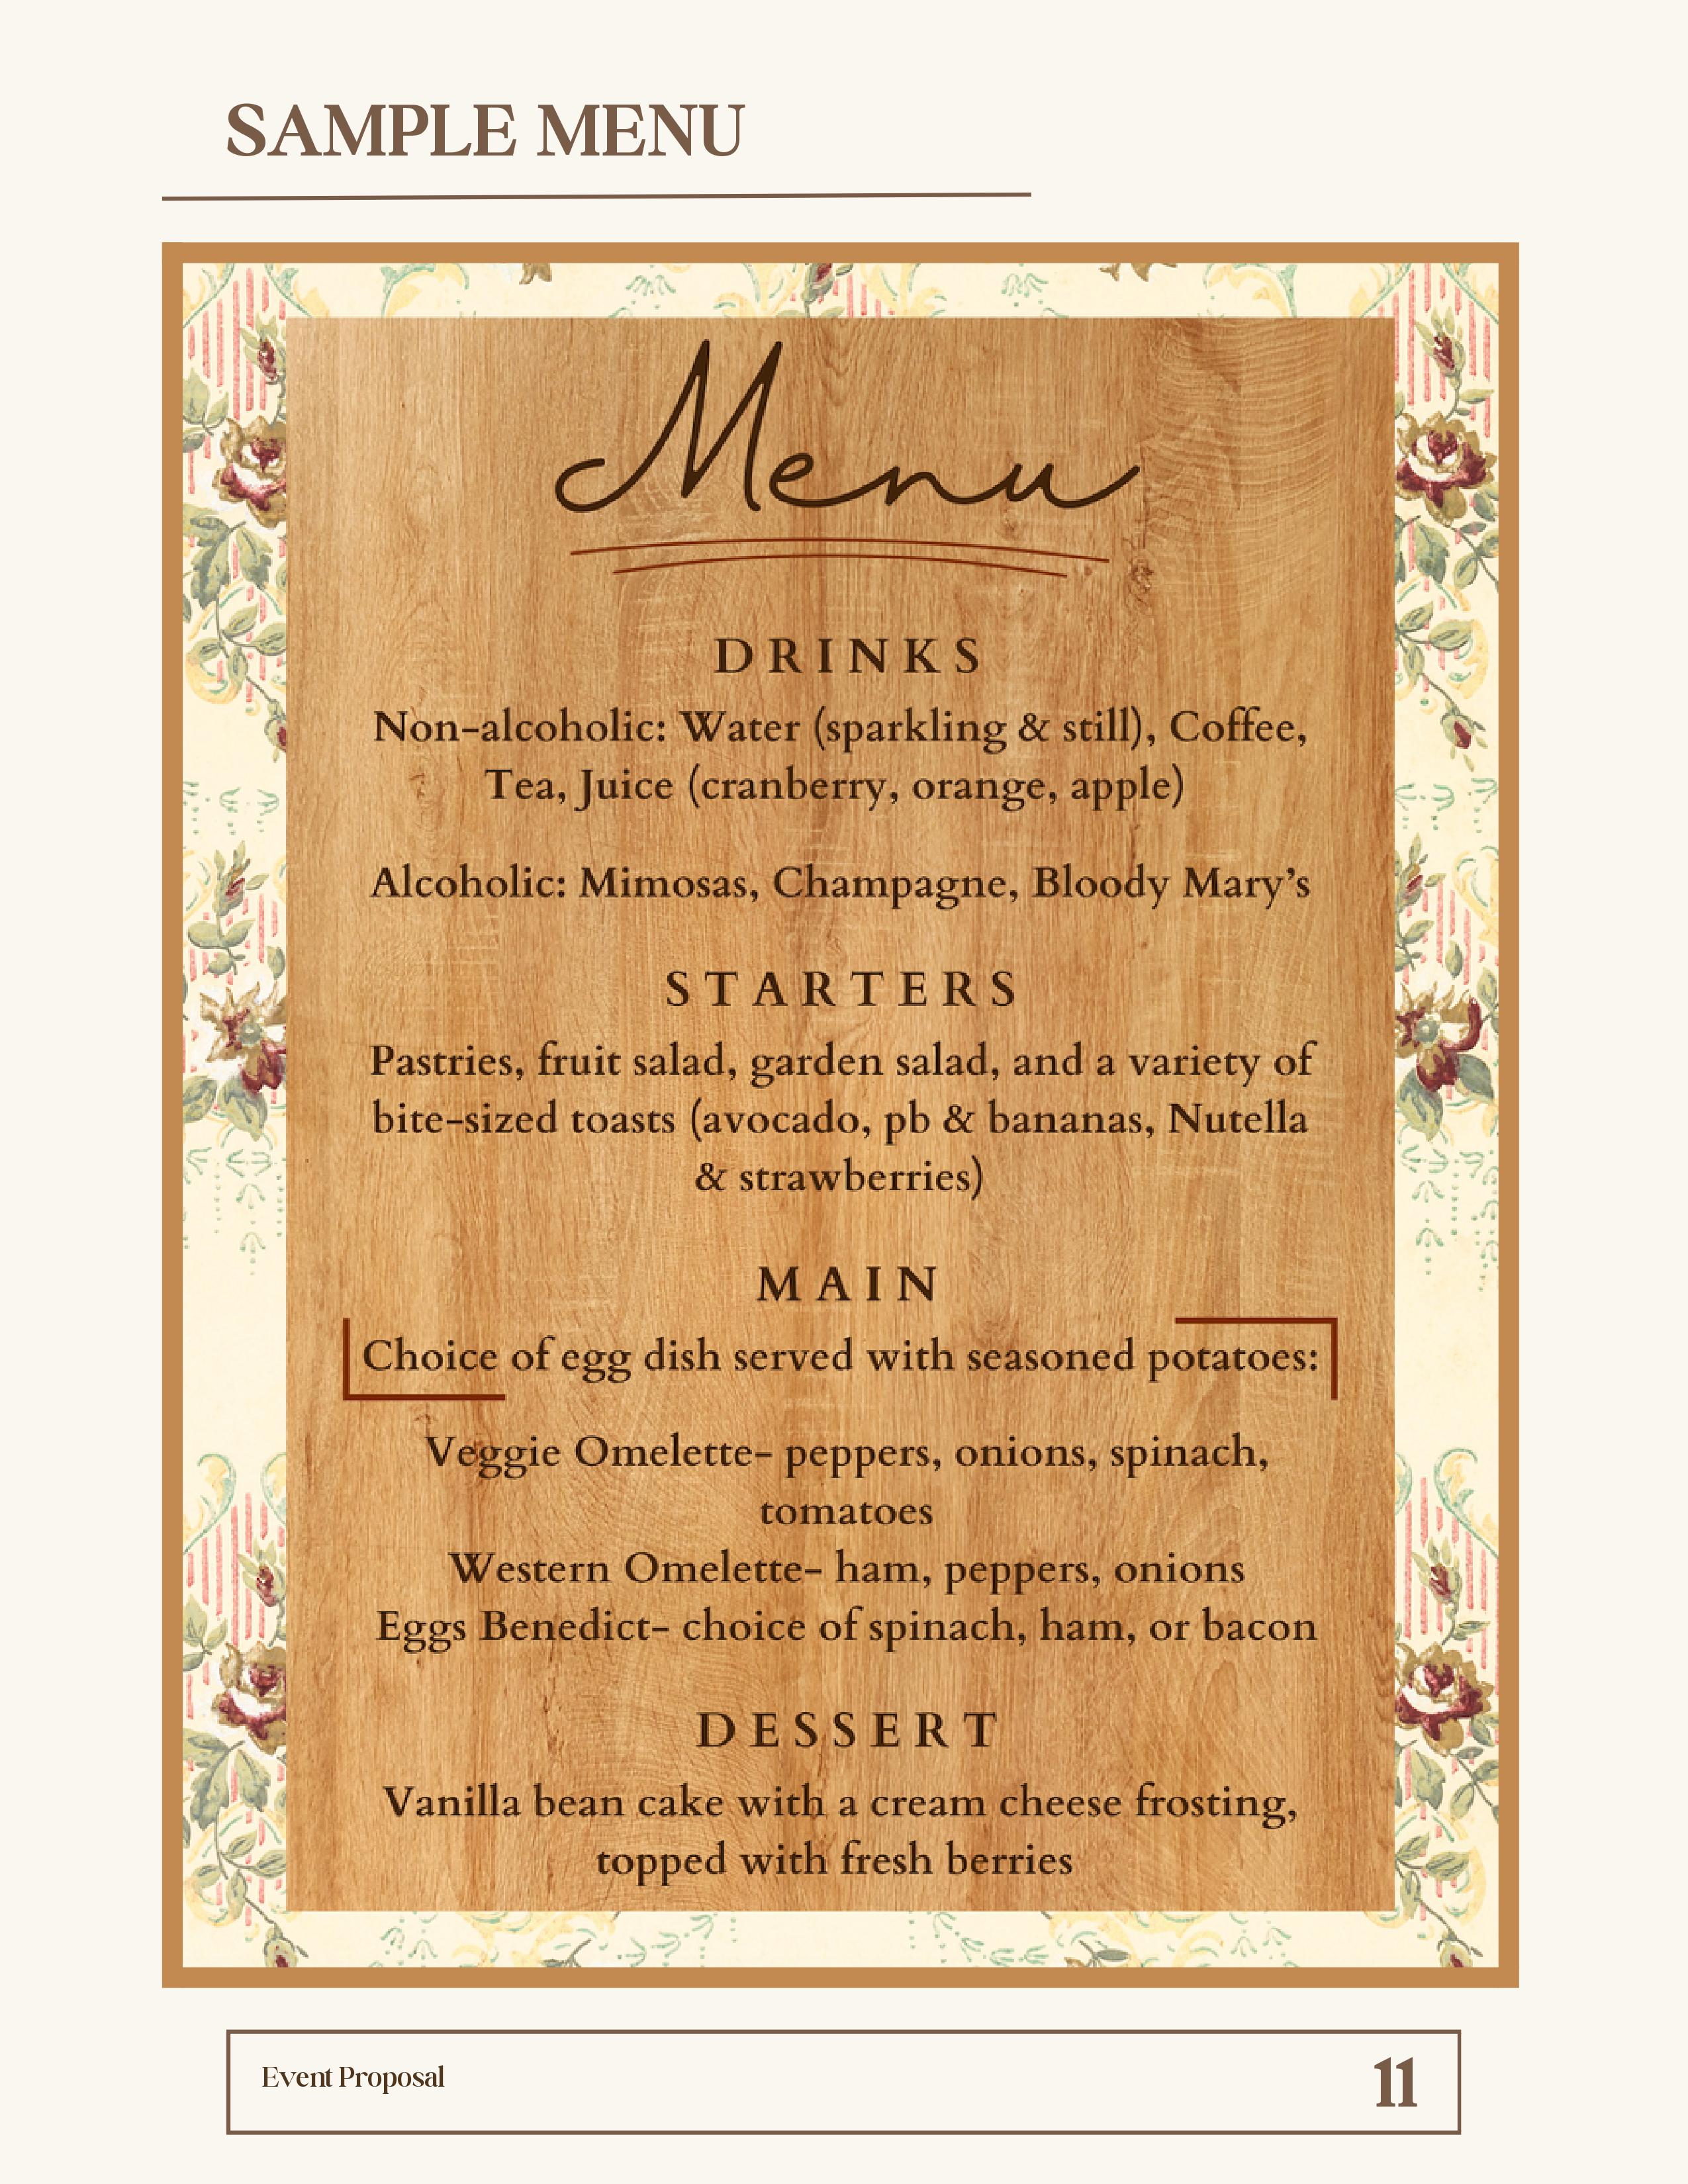 SAMPLE MENU
Menu
DRINKS
Non-alcoholic: Water (sparkling & still), Coffee,
Tea, Juice (cranberry, orange, apple)
Alcoholic: Mimosas, Champagne, Bloody Mary’s
STARTERS
Pastries, fruit salad, garden salad, and a variety of
bite-sized toasts (avocado, pb & bananas, Nutella
& strawberries)
MAIN
Choice of egg dish served with seasoned potatoes:
Veggie Omelette- peppers, onions, spinach,
tomatoes
Western Omelette- ham, peppers, onions
Eggs Benedict- choice of spinach, ham, or bacon
DESSERT
Vanilla bean cake with a cream cheese frosting,
topped with fresh berries
Event Proposal
11